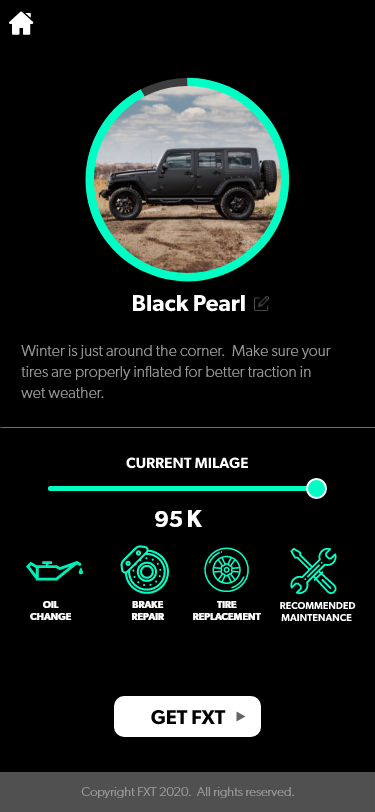 Black Pearl
Winter is just around the corner.  Make sure your
tires are properly inflated for better traction in
wet weather.
CURRENT MILAGE
95 K
OIL
CHANGE
BRAKE
REPAIR
TIRE
REPLACEMENT
RECOMMENDED
MAINTENANCE
GET FXT
Copyright FXT 2020.  All rights reserved.